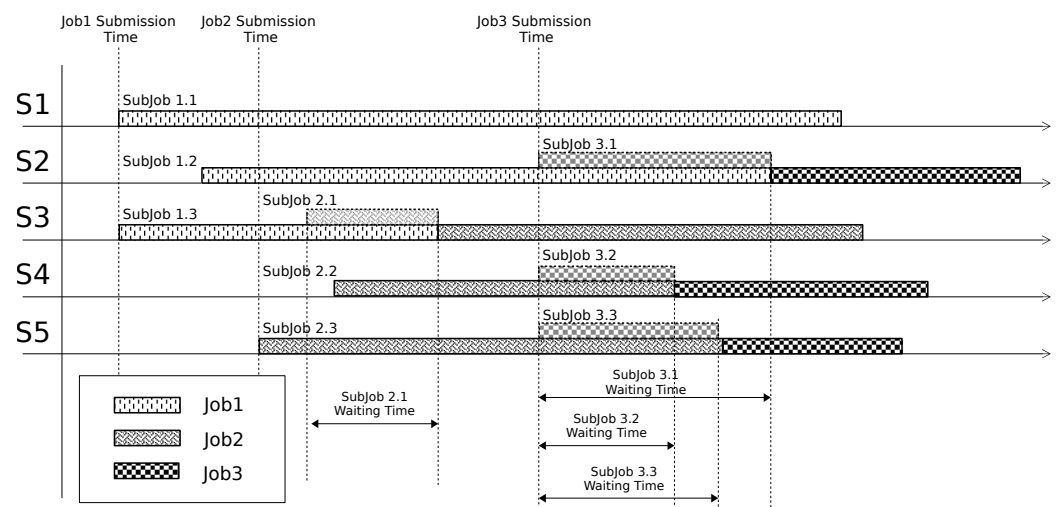 Job1 Submission
Time
Job2 Submission
Time
Job3 Submission
Time
S1
SubJob 1.1
S2
SubJob 1.2
SubJob 3.1
S3
SubJob 1.3
SubJob 2.1
S4
SubJob 2.2
SubJob 3.2
S5
SubJob 2.3
SubJob 3.3
Job1
Job2
Job3
SubJob 2.1
Waiting Time
SubJob 3.1
Waiting Time
SubJob 3.2
Waiting Time
SubJob 3.3
Waiting Time